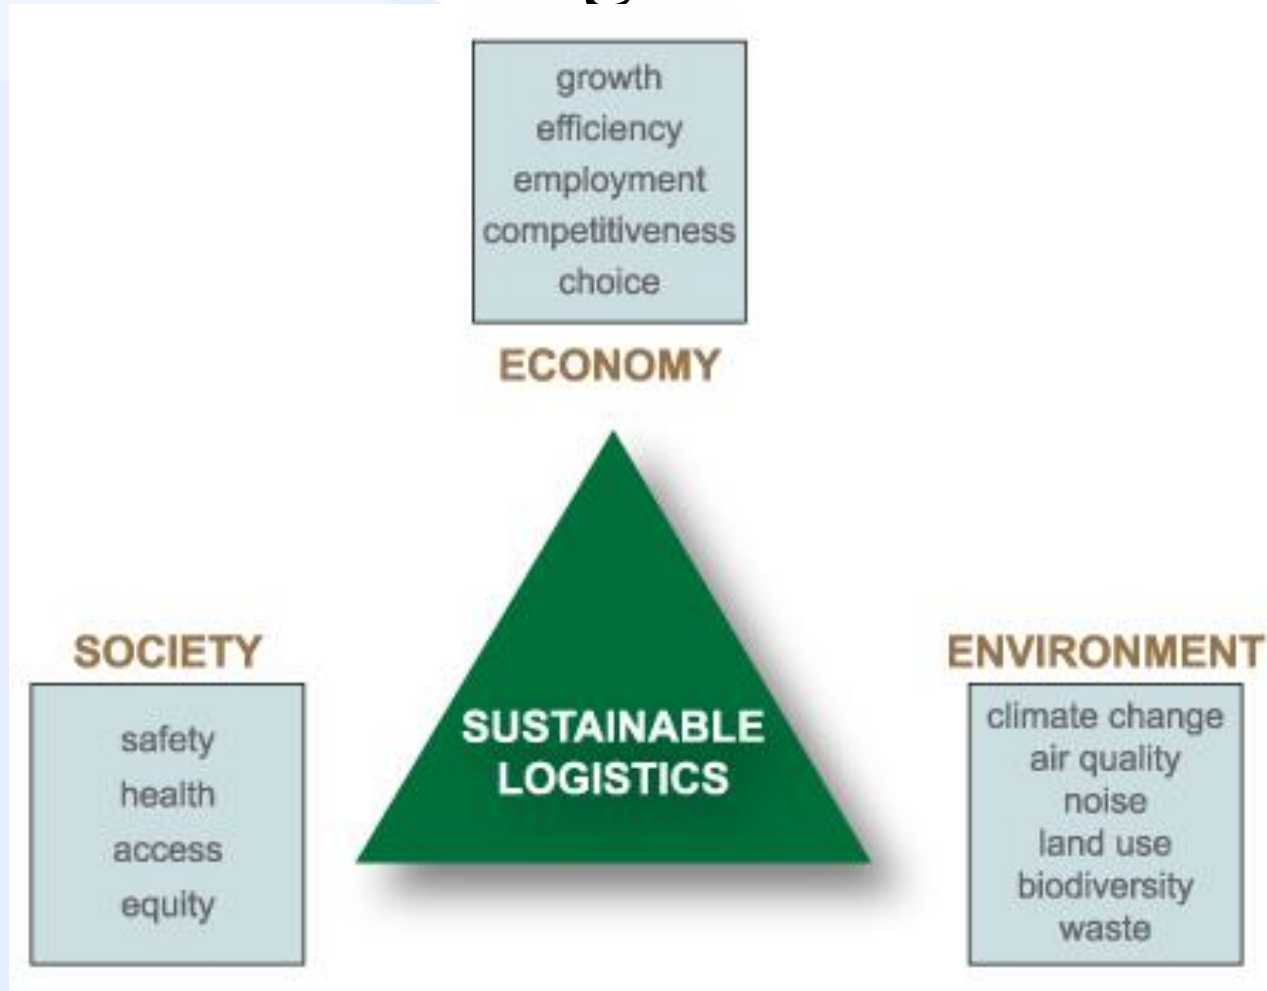 growth
efficiency
employment
competitiveness
choice
ECONOMY
SOCIETY
safety
health
access
equity
SUSTAINABLE
LOGISTICS
ENVIRONMENT
climate change
air quality
noise
land use
biodiversity
waste